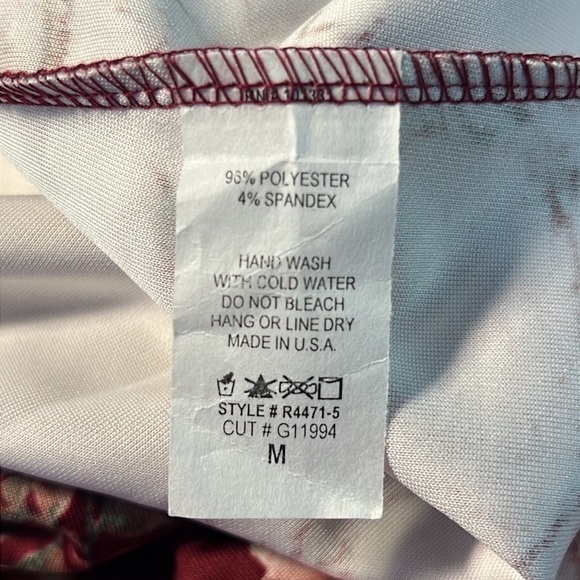 96% POLYESTER
4% SPANDEX
HAND WASH
WITH COLD WATER
DO NOT BLEACH
HANG OR LINE DRY
MADE IN U.S.A.
STYLE # R4471-5
CUT # G11994
M